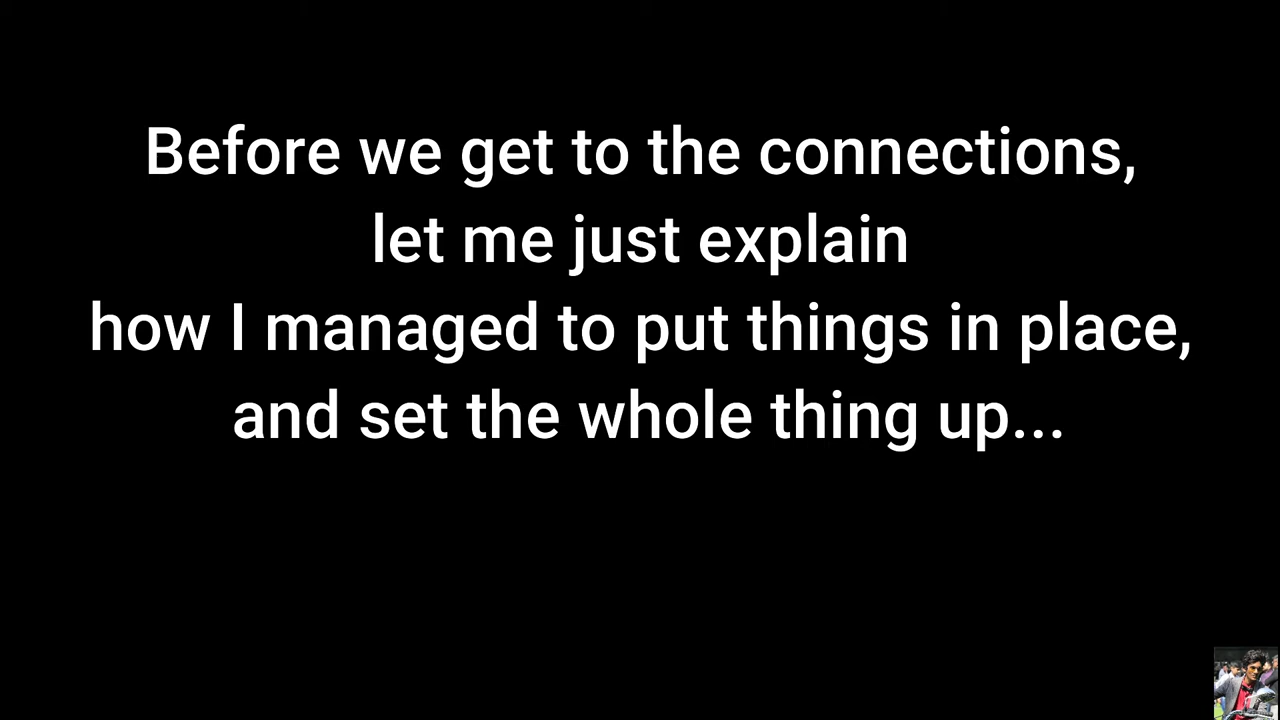 Before we get to the connections,
let me just explain
how I managed to put things in place,
and set the whole thing up...